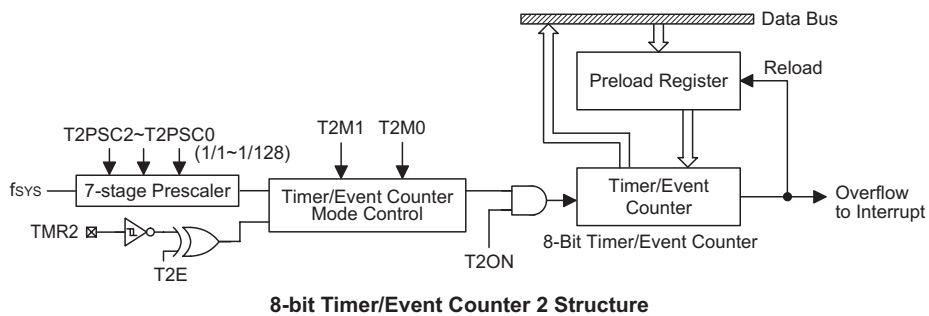 Data Bus
Preload Register
Reload
T2PSC2~T2PSC0
(1/1~1/128)
T2M1
T2M0
fSYS
7-stage Prescaler
Timer/Event Counter
Mode Control
Timer/Event
Counter
Overflow
to Interrupt
TMR2
T2E
T2ON
8-Bit Timer/Event Counter
8-bit Timer/Event Counter 2 Structure